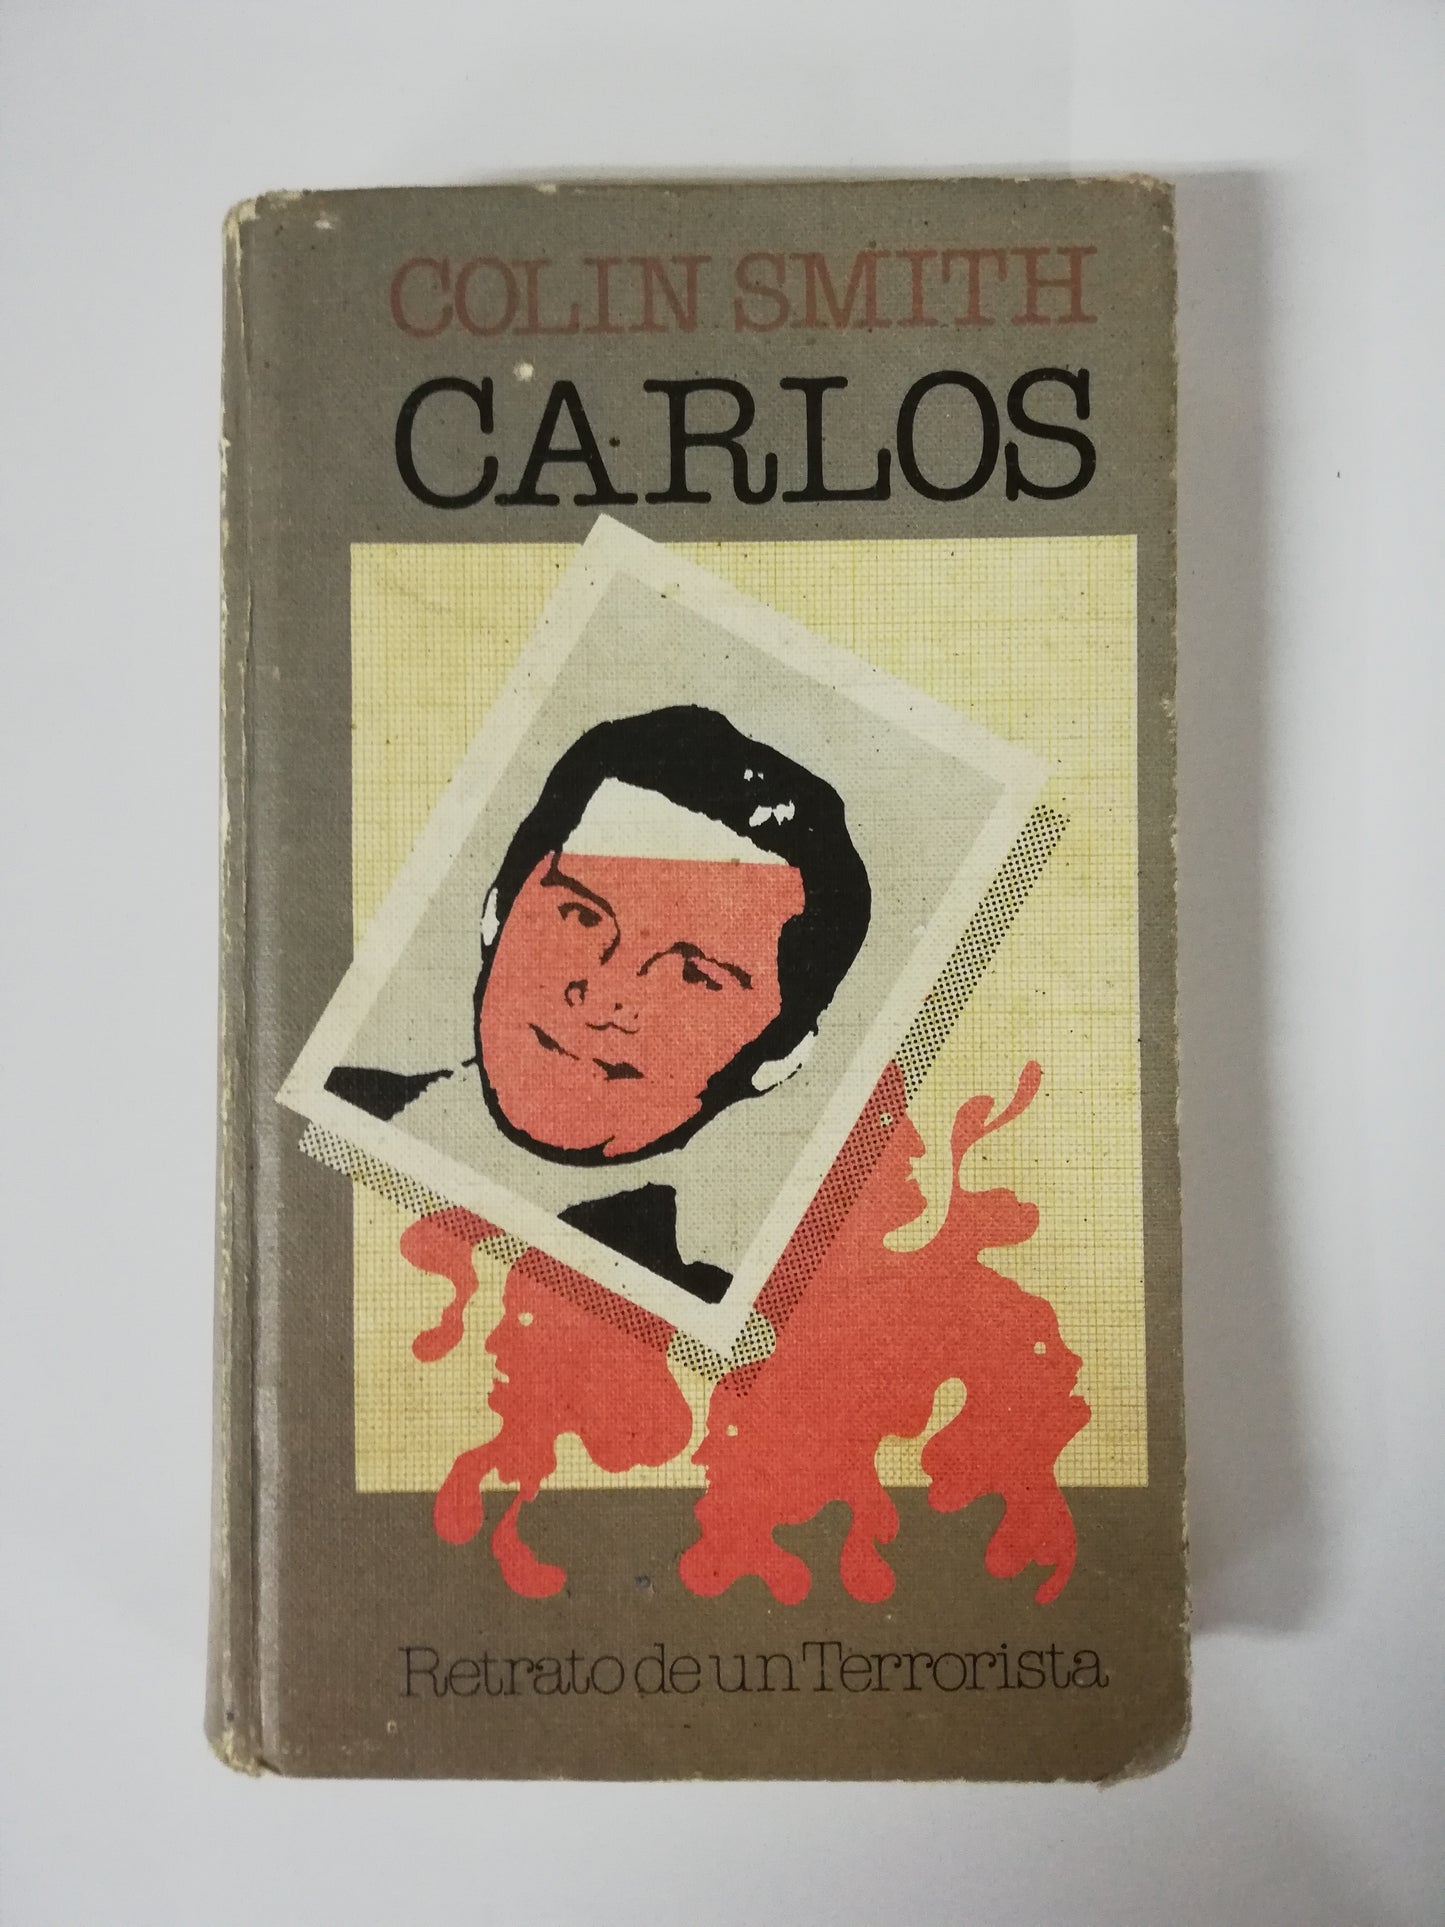 COLIN SMITH
CARLOS
Retrato de un Terrorista